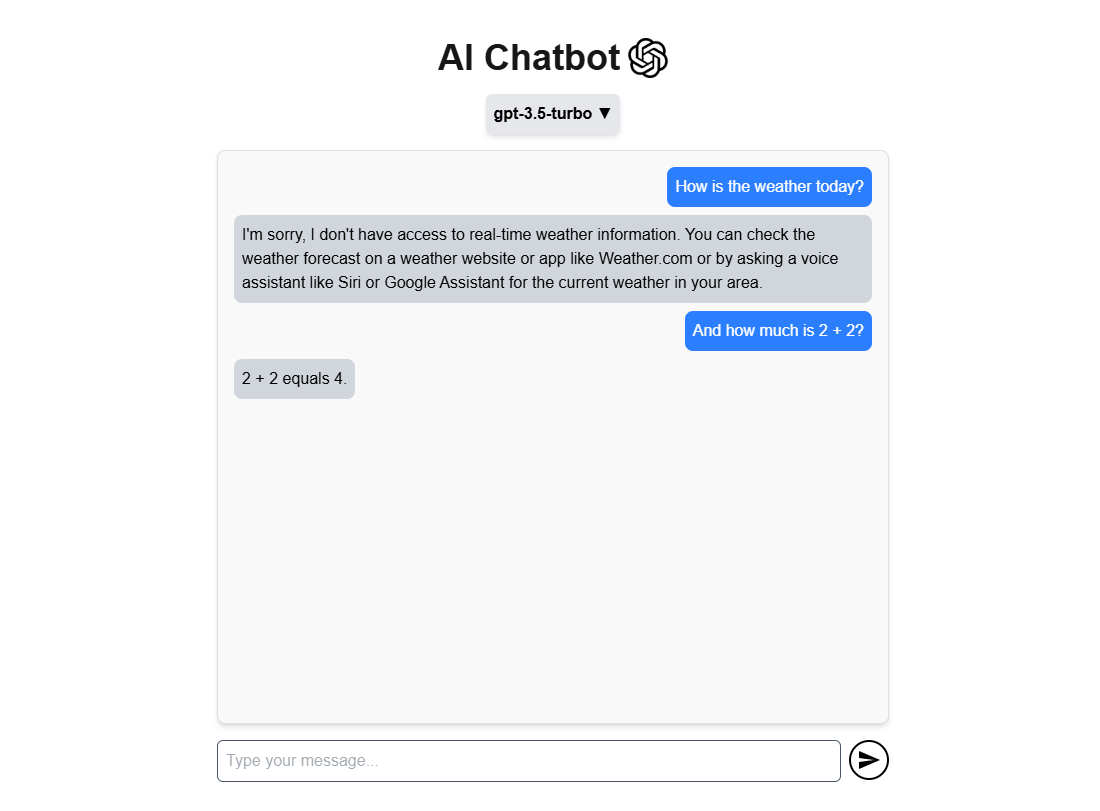 AI Chatbot
gpt-3.5-turbo ▼
How is the weather today?
I'm sorry, I don't have access to real-time weather information. You can check the
weather forecast on a weather website or app like Weather.com or by asking a voice
assistant like Siri or Google Assistant for the current weather in your area.
And how much is 2 + 2?
2 + 2 equals 4.
Type your message...